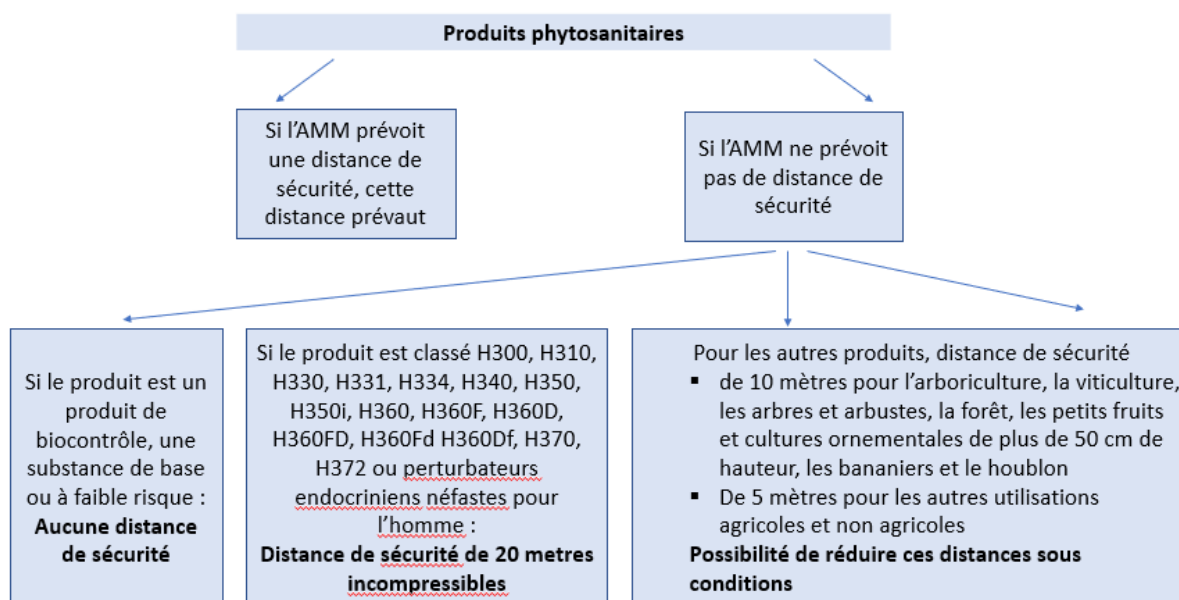 Produits phytosanitaires
Si l’AMM prévoit
une distance de
sécurité, cette
distance prévaut
Si l’AMM ne prévoit
pas de distance de
sécurité
Si le produit est un
produit de
biocontrôle, une
substance de base
ou à faible risque :
Aucune distance
de sécurité
Si le produit est classé H300, H310,
H330, H331, H334, H340, H350,
H350i, H360, H360F, H360D,
H360FD, H360Fd H360Df, H370,
H372 ou perturbateurs
endocriniens néfastes pour
l’homme :
Distance de sécurité de 20 metres
incompressibles
Pour les autres produits, distance de sécurité
▪ de 10 mètres pour l’arboriculture, la viticulture,
les arbres et arbustes, la forêt, les petits fruits
et cultures ornementales de plus de 50 cm de
hauteur, les bananiers et le houblon
▪ De 5 mètres pour les autres utilisations
agricoles et non agricoles
Possibilité de réduire ces distances sous
conditions